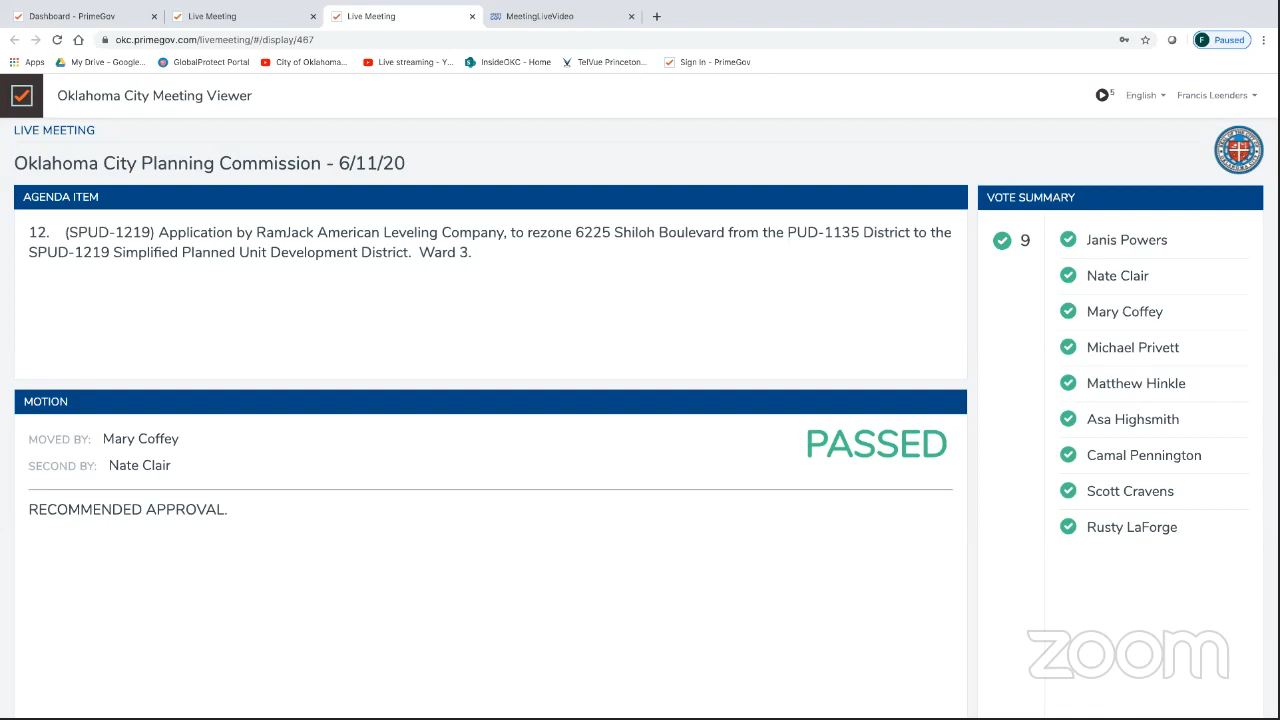 Dashboard - PrimeGov
Live Meeting
Live Meeting
MeetingLiveVideo
okc.primegov.com/livemeeting/#/display/467
F Paused
Apps
My Drive - Google...
GlobalProtect Portal
City of Oklahoma...
Live streaming - Y...
InsideOKC - Home
TelVue Princeton...
Sign In - PrimeGov
Oklahoma City Meeting Viewer
5
English
Francis Leenders
LIVE MEETING
Oklahoma City Planning Commission - 6/11/20
AGENDA ITEM
12. (SPUD-1219) Application by RamJack American Leveling Company, to rezone 6225 Shiloh Boulevard from the PUD-1135 District to the
SPUD-1219 Simplified Planned Unit Development District. Ward 3.
MOTION
MOVED BY: Mary Coffey
SECOND BY: Nate Clair
PASSED
RECOMMENDED APPROVAL.
VOTE SUMMARY
9
Janis Powers
Nate Clair
Mary Coffey
Michael Privett
Matthew Hinkle
Asa Highsmith
Camal Pennington
Scott Cravens
Rusty LaForge
zoom